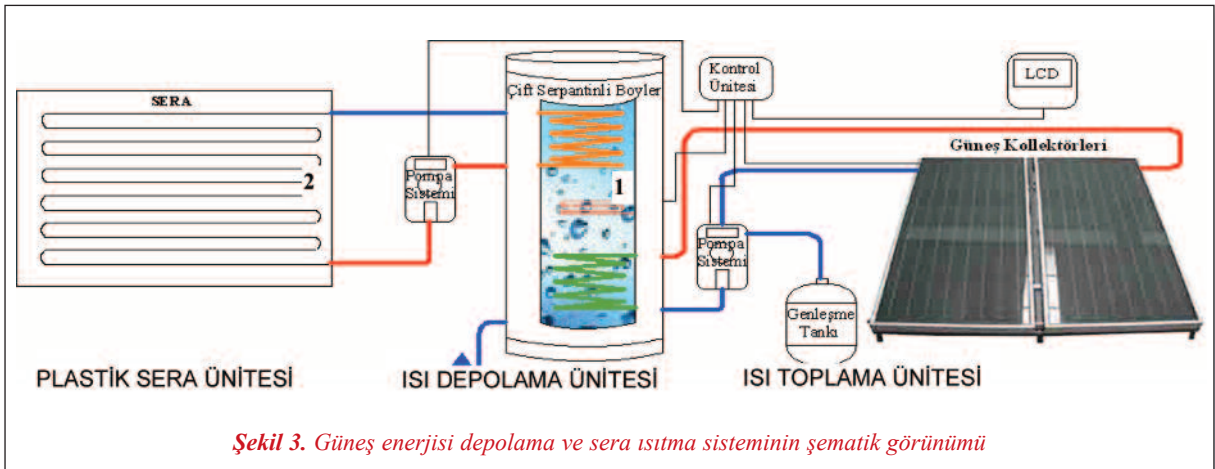 SERA
2
Pompa
Sistemi
Çift Serpantinli Boyler
1
Kontrol
Ünitesi
LCD
Güneş Kollektörleri
Pompa
Sistemi
Genleşme
Tankı
PLASTİK SERA ÜNİTESİ
ISI DEPOLAMA ÜNİTESİ
ISI TOPLAMA ÜNİTESİ
Şekil 3. Güneş enerjisi depolama ve sera ısıtma sisteminin şematik görünümü